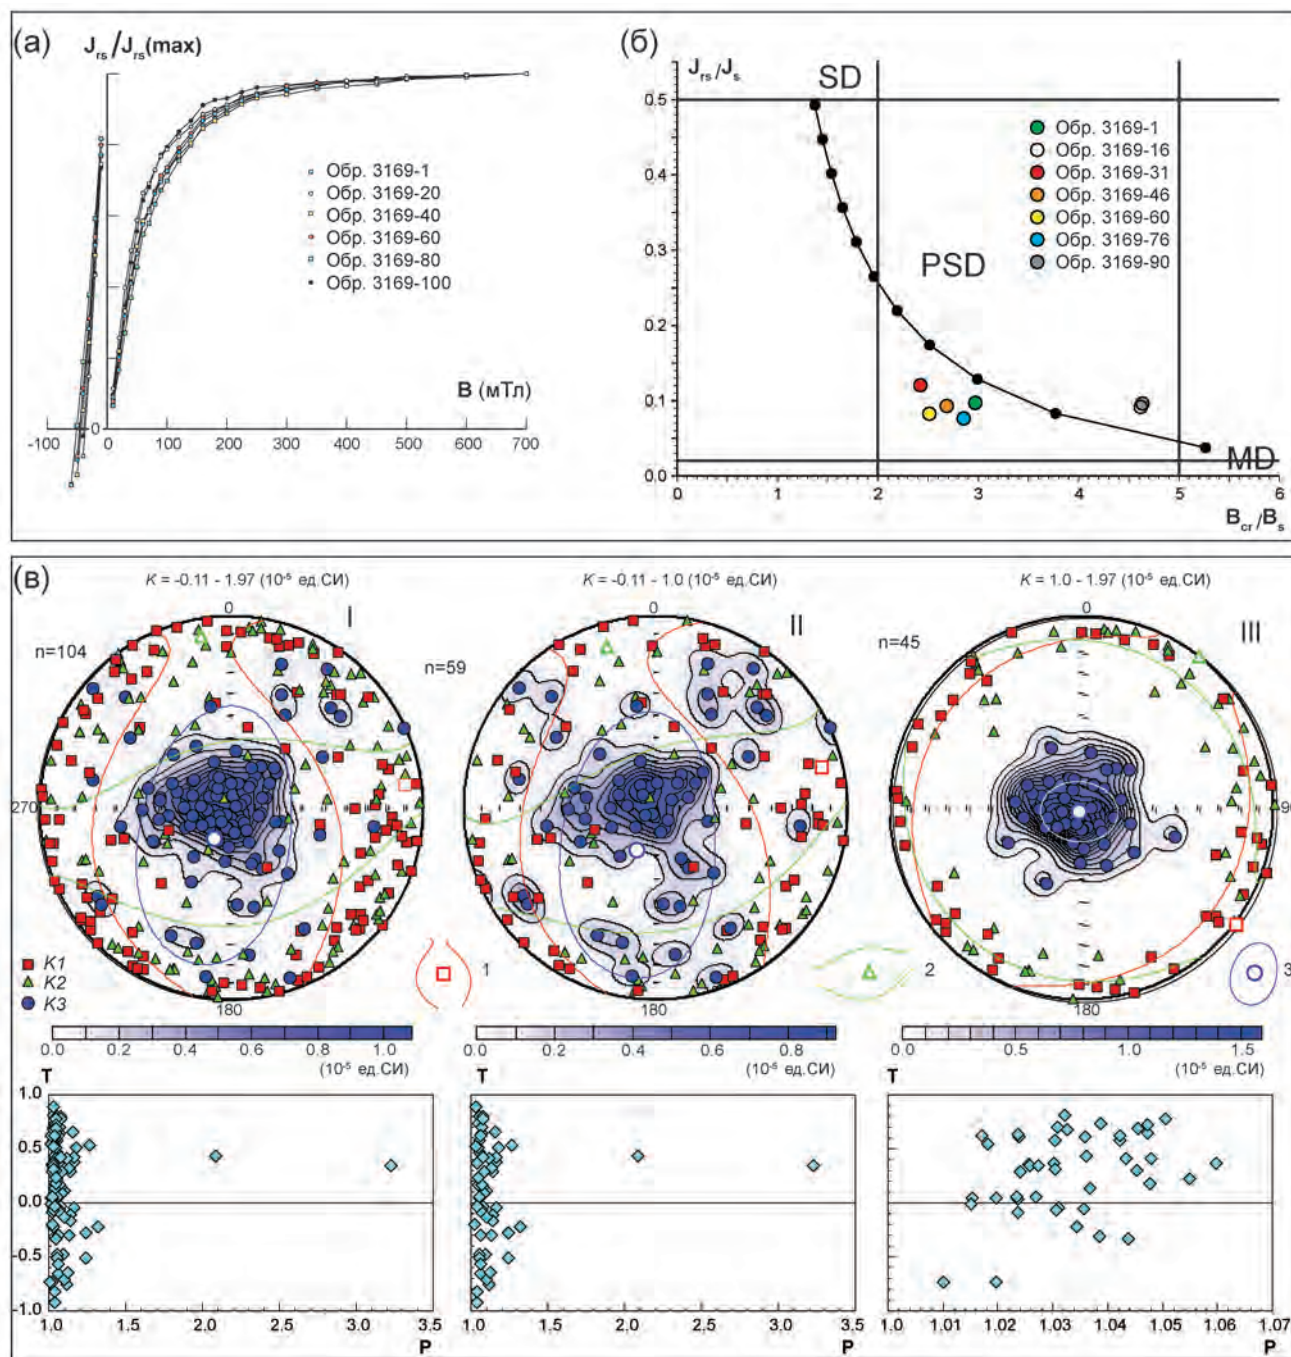 (а)
J_rs/J_rs(max)
Обр. 3169-1
Обр. 3169-20
Обр. 3169-40
Обр. 3169-60
Обр. 3169-80
Обр. 3169-100
B (мТл)
-100 0 100 200 300 400 500 600 700
0
(б)
J_rs/J_s
SD
0.5
0.4
0.3
0.2
0.1
0.0
PSD
MD
Обр. 3169-1
Обр. 3169-16
Обр. 3169-31
Обр. 3169-46
Обр. 3169-60
Обр. 3169-76
Обр. 3169-90
0 1 2 3 4 5 6
B_cr/B_s
(в)
K = -0.11 - 1.97 (10⁻⁵ ед.СИ)
0
I
n=104
270
180
K1
K2
K3
1
0.0 0.2 0.4 0.6 0.8 1.0
(10⁻⁵ ед.СИ)
K = -0.11 - 1.0 (10⁻⁵ ед.СИ)
0
II
n=59
180
2
0.0 0.2 0.4 0.6 0.8
(10⁻⁵ ед.СИ)
K = 1.0 - 1.97 (10⁻⁵ ед.СИ)
0
III
n=45
180
3
0.0 0.5 1.0 1.5
(10⁻⁵ ед.СИ)
T
1.0
0.5
0.0
-0.5
-1.0
1.0 1.5 2.0 2.5 3.0 3.5
P
T
1.0 1.5 2.0 2.5 3.0 3.5
P
T
1.0 1.01 1.02 1.03 1.04 1.05 1.06 1.07
P